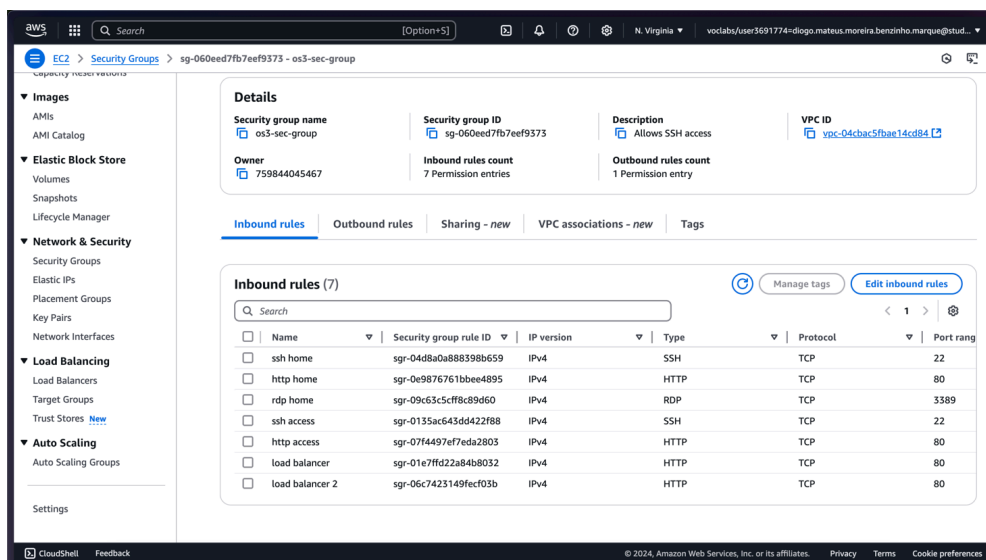 aws
Search [Option+S] N. Virginia ▼ voclabs/user3691774=diogo.mateus.moreira.benzinho.marque@stud... ▼
EC2 > Security Groups > sg-060eed7fb7eef9373 - os3-sec-group
Capacity Reservations
▼ Images
AMIs
AMI Catalog
▼ Elastic Block Store
Volumes
Snapshots
Lifecycle Manager
▼ Network & Security
Security Groups
Elastic IPs
Placement Groups
Key Pairs
Network Interfaces
▼ Load Balancing
Load Balancers
Target Groups
Trust Stores New
▼ Auto Scaling
Auto Scaling Groups
Settings
Details
Security group name Security group ID Description VPC ID
os3-sec-group sg-060eed7fb7eef9373 Allows SSH access vpc-04cbac5fbae14cd84
Owner Inbound rules count Outbound rules count
759844045467 7 Permission entries 1 Permission entry
Inbound rules Outbound rules Sharing - new VPC associations - new Tags
Inbound rules (7) Manage tags Edit inbound rules
Search < 1 >
Name Security group rule ID IP version Type Protocol Port rang
ssh home sgr-04d8a0a888398b659 IPv4 SSH TCP 22
http home sgr-0e9876761bbee4895 IPv4 HTTP TCP 80
rdp home sgr-09c63c5cff8c89d60 IPv4 RDP TCP 3389
ssh access sgr-0135ac643dd422f88 IPv4 SSH TCP 22
http access sgr-07f4497ef7eda2803 IPv4 HTTP TCP 80
load balancer sgr-01e7ffd22a84b8032 IPv4 HTTP TCP 80
load balancer 2 sgr-06c7423149fecf03b IPv4 HTTP TCP 80
CloudShell Feedback © 2024, Amazon Web Services, Inc. or its affiliates. Privacy Terms Cookie preferences